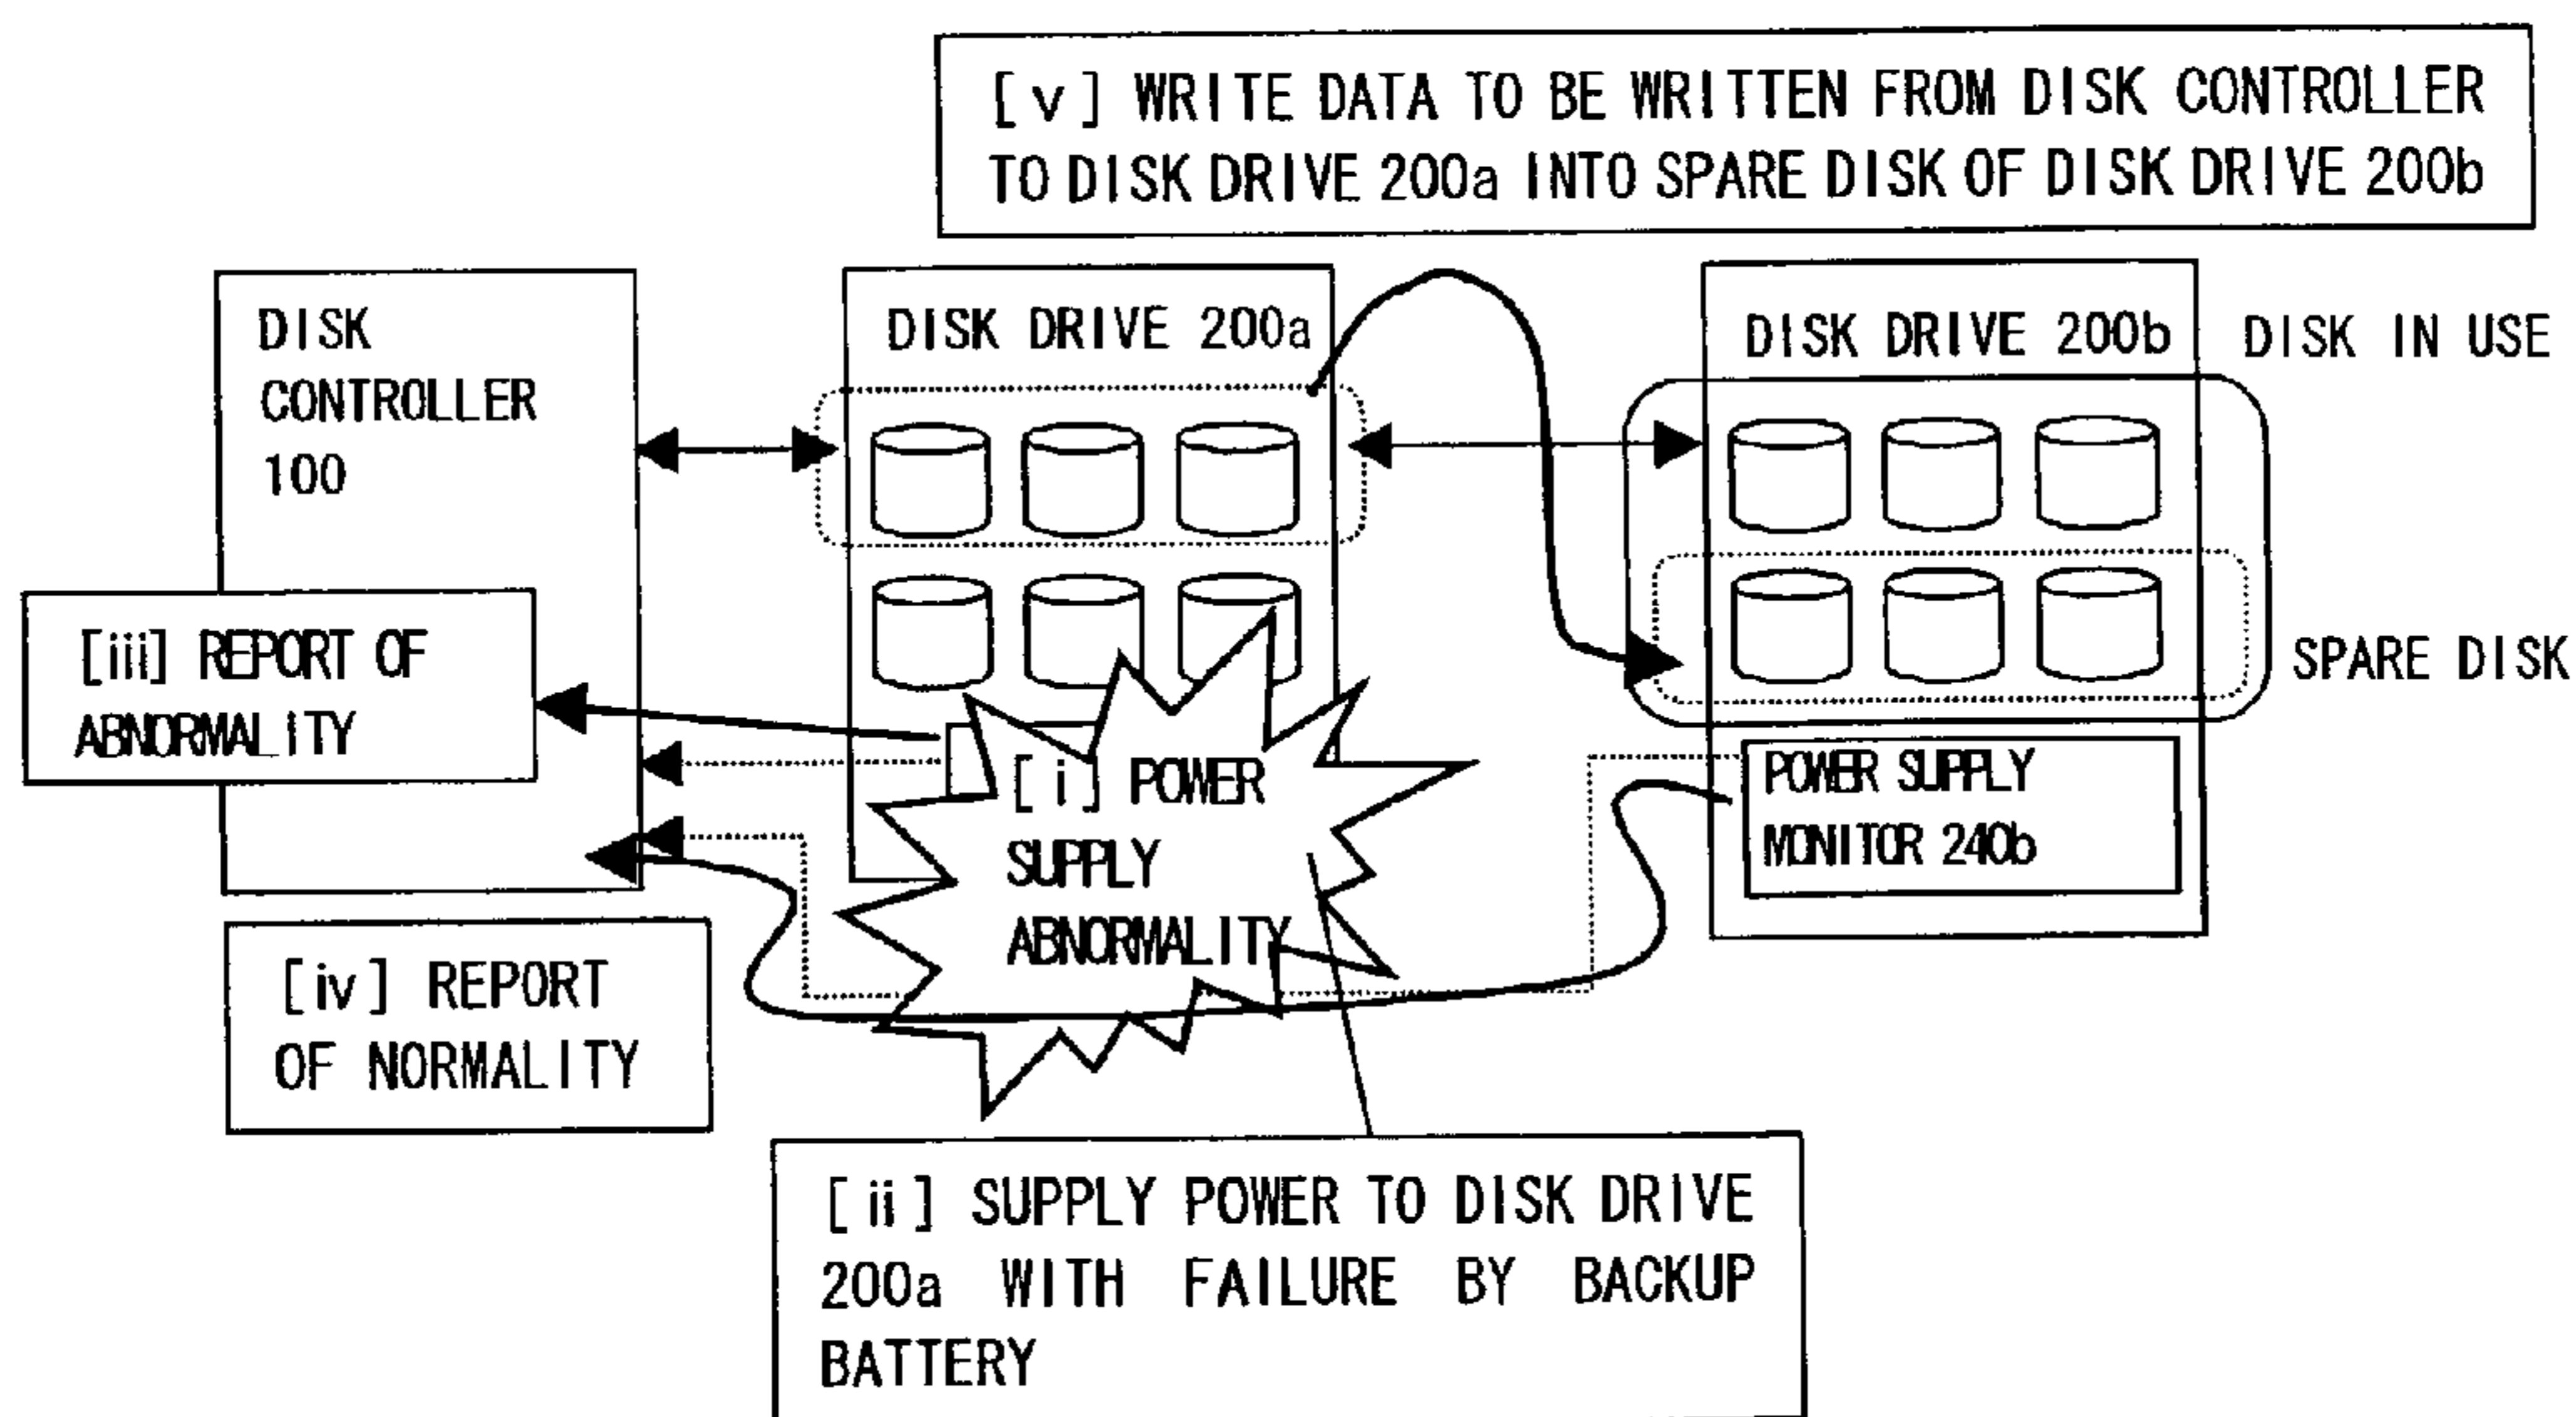 [v] WRITE DATA TO BE WRITTEN FROM DISK CONTROLLER
TO DISK DRIVE 200a INTO SPARE DISK OF DISK DRIVE 200b
DISK
CONTROLLER
100
DISK DRIVE 200a
DISK DRIVE 200b
DISK IN USE
SPARE DISK
[iii] REPORT OF
ABNORMALITY
[i] POWER
SUPPLY
ABNORMALITY
POWER SUPPLY
MONITOR 240b
[iv] REPORT
OF NORMALITY
[ii] SUPPLY POWER TO DISK DRIVE
200a WITH FAILURE BY BACKUP
BATTERY